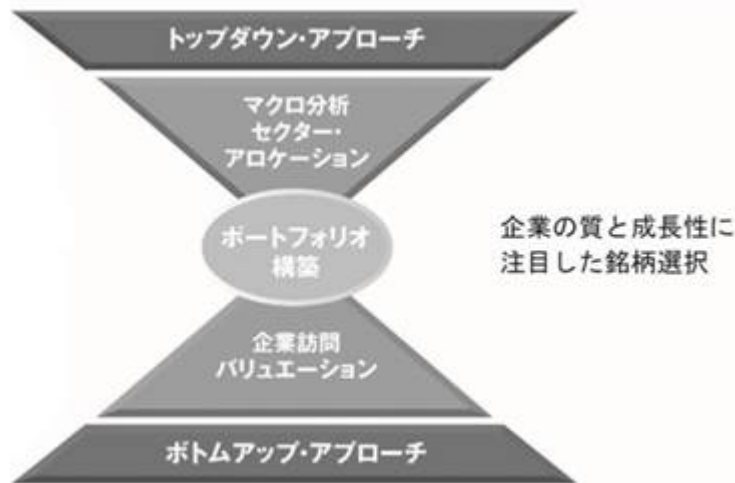 トップダウン・アプローチ
マクロ分析
セクター・
アロケーション
ポートフォリオ
構築
企業の質と成長性に
注目した銘柄選択
企業訪問
バリュエーション
ボトムアップ・アプローチ